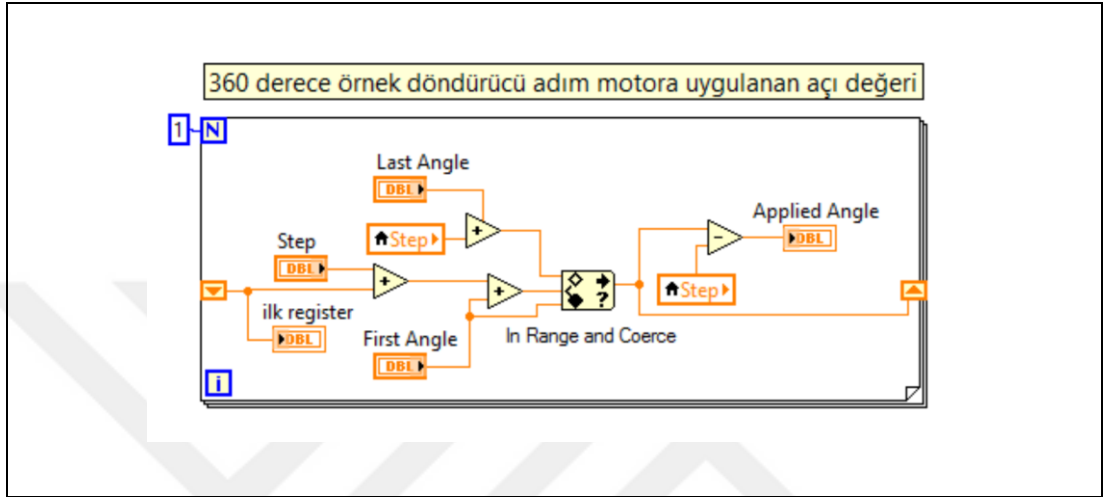 360 derece örnek döndürücü adım motora uygulanan açı değeri
1 N
Last Angle
DBL
Applied Angle
DBL
Step
Step
DBL
Step
ilk register
DBL
First Angle
DBL
In Range and Coerce
?
i